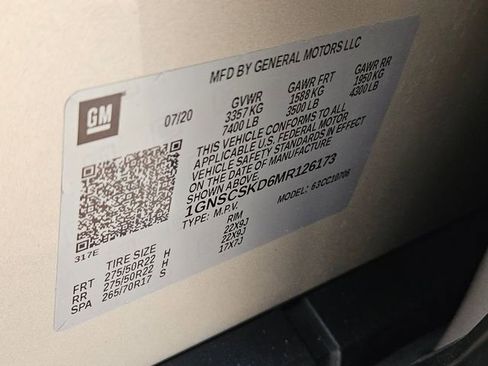 MFD BY GENERAL MOTORS LLC
GM
07/20
GVWR GAWR FRT GAWR RR
3357 KG 1588 KG 1950 KG
7400 LB 3500 LB 4300 LB
THIS VEHICLE CONFORMS TO ALL
APPLICABLE U.S. FEDERAL MOTOR
VEHICLE SAFETY STANDARDS IN EFFECT
ON THE DATE OF MANUFACTURE
SHOWN ABOVE.
1GNSCSKD6MR126173
TYPE: M.P.V. MODEL: 63CC10706
317E
TIRE SIZE RIM
FRT 275/50R22 H 22X9J
RR 275/50R22 H 22X9J
SPA 265/70R17 S 17X7J